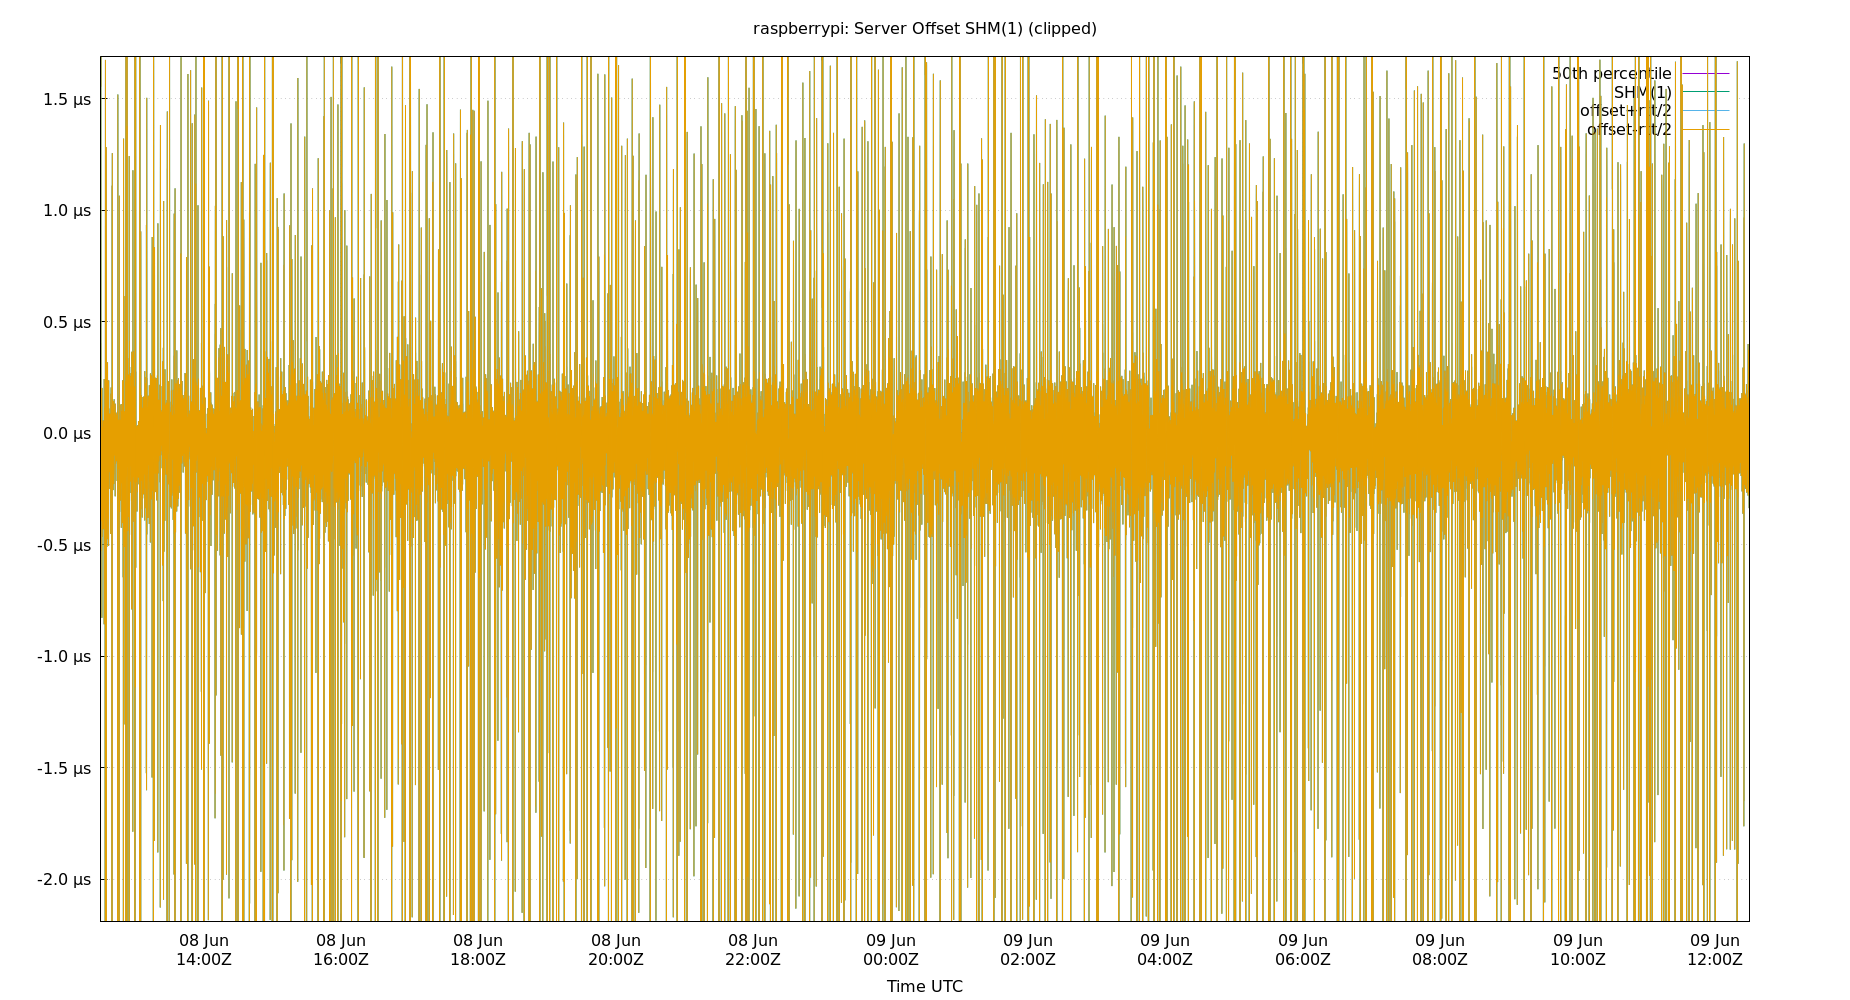 raspberrypi: Server Offset SHM(1) (clipped)
50th percentile
SHM(1)
offset+rtt/2
offset-rtt/2
1.5 µs
1.0 µs
0.5 µs
0.0 µs
-0.5 µs
-1.0 µs
-1.5 µs
-2.0 µs
08 Jun 08 Jun 08 Jun 08 Jun 08 Jun 09 Jun 09 Jun 09 Jun 09 Jun 09 Jun 09 Jun 09 Jun
14:00Z 16:00Z 18:00Z 20:00Z 22:00Z 00:00Z 02:00Z 04:00Z 06:00Z 08:00Z 10:00Z 12:00Z
Time UTC